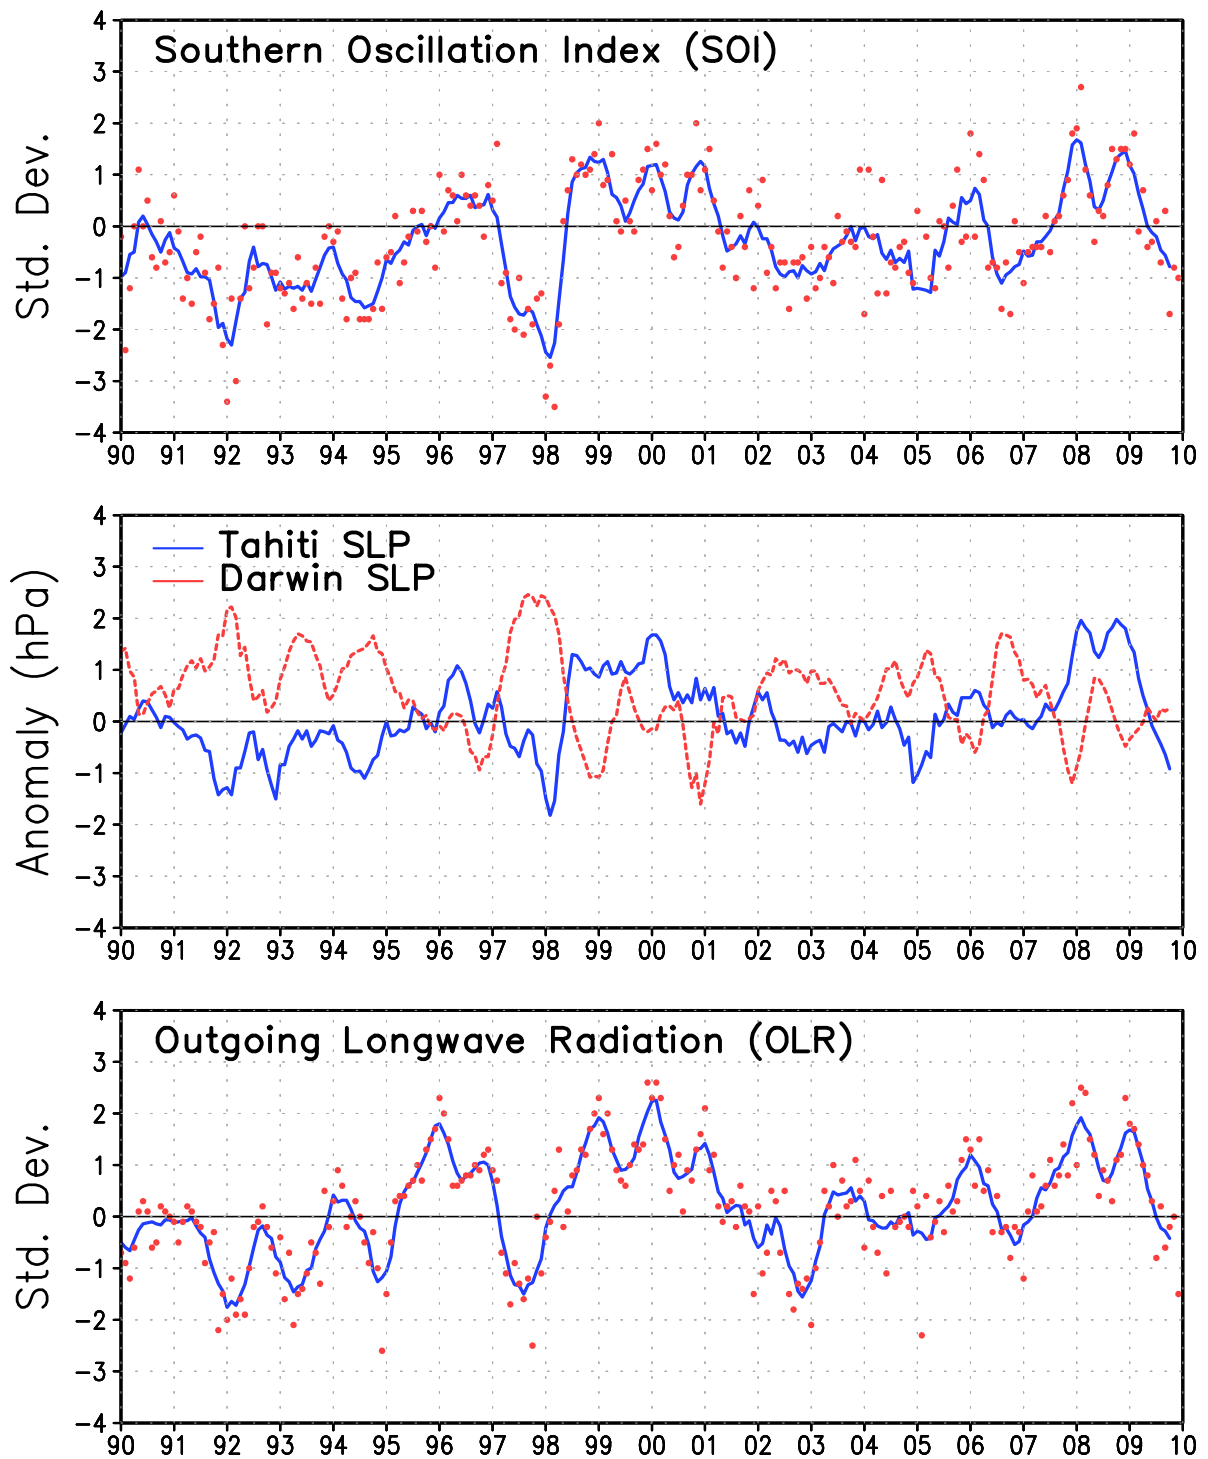 Southern Oscillation Index (SOI)
Std. Dev.
4
3
2
1
0
−1
−2
−3
−4
90 91 92 93 94 95 96 97 98 99 00 01 02 03 04 05 06 07 08 09 10
Tahiti SLP
Darwin SLP
Anomaly (hPa)
4
3
2
1
0
−1
−2
−3
−4
90 91 92 93 94 95 96 97 98 99 00 01 02 03 04 05 06 07 08 09 10
Outgoing Longwave Radiation (OLR)
Std. Dev.
4
3
2
1
0
−1
−2
−3
−4
90 91 92 93 94 95 96 97 98 99 00 01 02 03 04 05 06 07 08 09 10